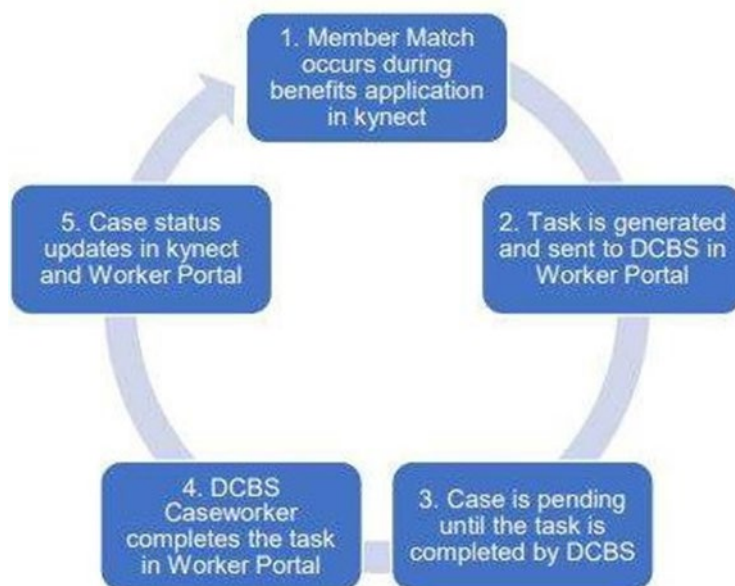 1. Member Match
occurs during
benefits application
in kynect
2. Task is generated
and sent to DCBS in
Worker Portal
3. Case is pending
until the task is
completed by DCBS
4. DCBS
Caseworker
completes the task
in Worker Portal
5. Case status
updates in kynect
and Worker Portal